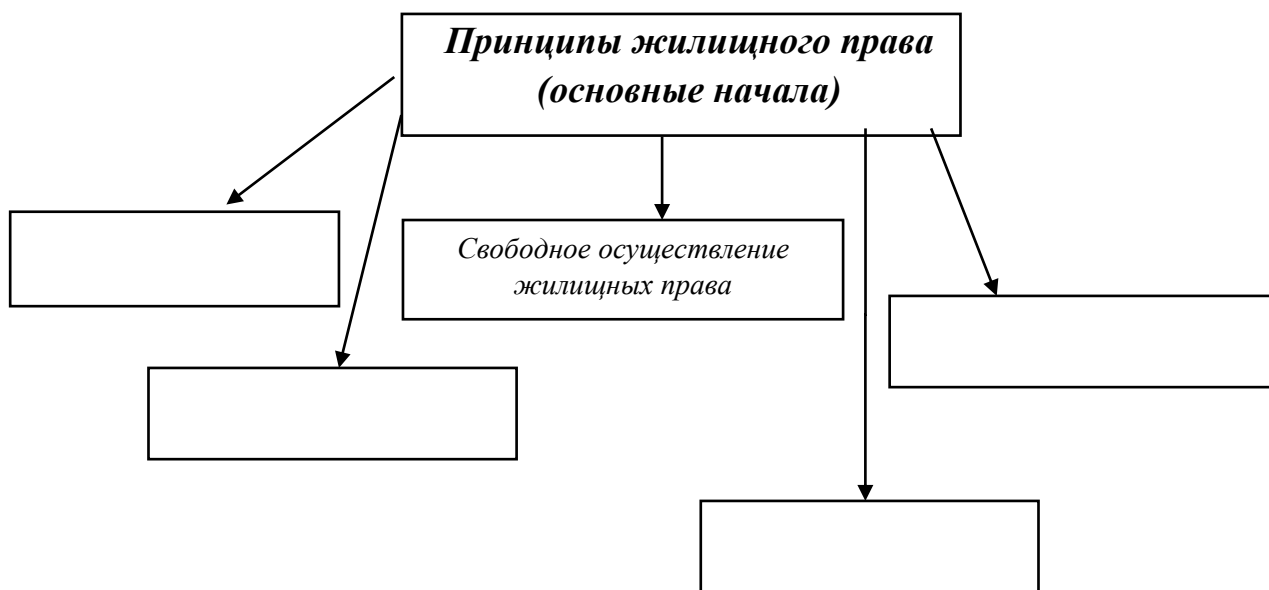 Принципы жилищного права
(основные начала)
Свободное осуществление
жилищных права